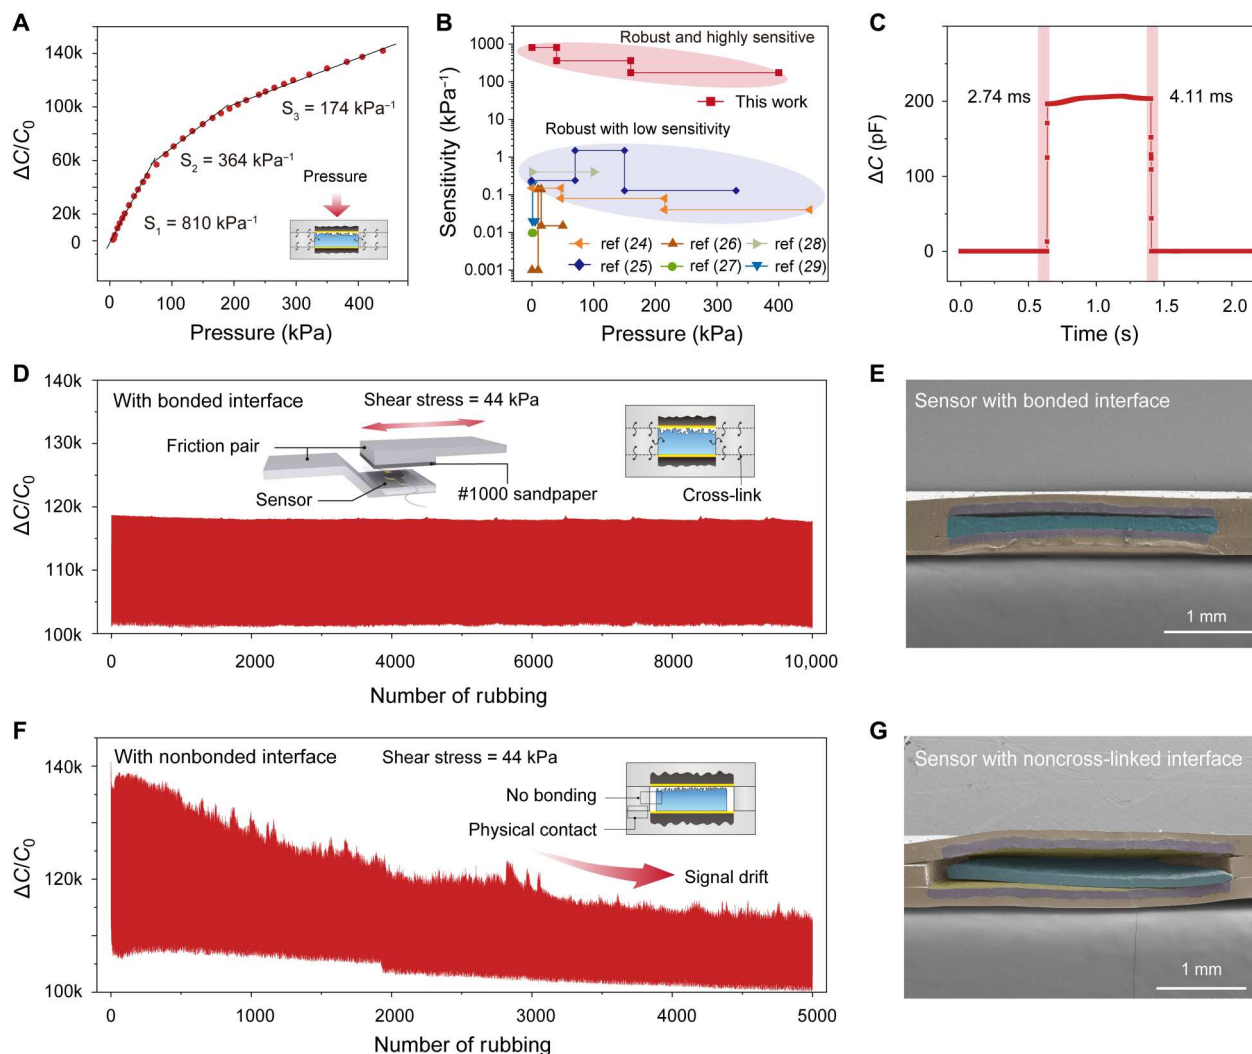 A
140k
100k
60k
20k
0
ΔC/C₀
S₁ = 810 kPa⁻¹
S₂ = 364 kPa⁻¹
S₃ = 174 kPa⁻¹
Pressure
0 100 200 300 400
Pressure (kPa)
B
1000
100
10
1
0.1
0.01
0.001
Sensitivity (kPa⁻¹)
Robust and highly sensitive
This work
Robust with low sensitivity
ref (24) ref (26) ref (28)
ref (25) ref (27) ref (29)
0 100 200 300 400
Pressure (kPa)
C
200
100
0
ΔC (pF)
2.74 ms
4.11 ms
0.0 0.5 1.0 1.5 2.0
Time (s)
D
140k
130k
120k
110k
100k
ΔC/C₀
With bonded interface
Shear stress = 44 kPa
Friction pair
Sensor
#1000 sandpaper
Cross-link
0 2000 4000 6000 8000 10,000
Number of rubbing
E
Sensor with bonded interface
1 mm
F
140k
120k
100k
ΔC/C₀
With nonbonded interface
Shear stress = 44 kPa
No bonding
Physical contact
Signal drift
0 1000 2000 3000 4000 5000
Number of rubbing
G
Sensor with noncross-linked interface
1 mm